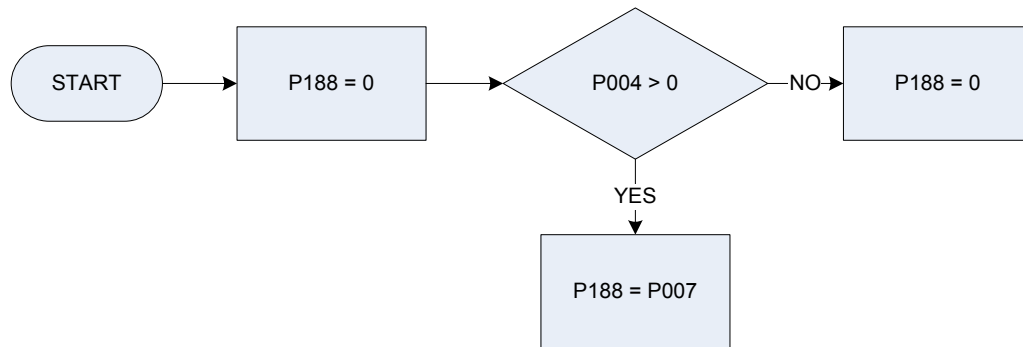 START
P188 = 0
P004 > 0
NO
P188 = 0
YES
P188 = P007